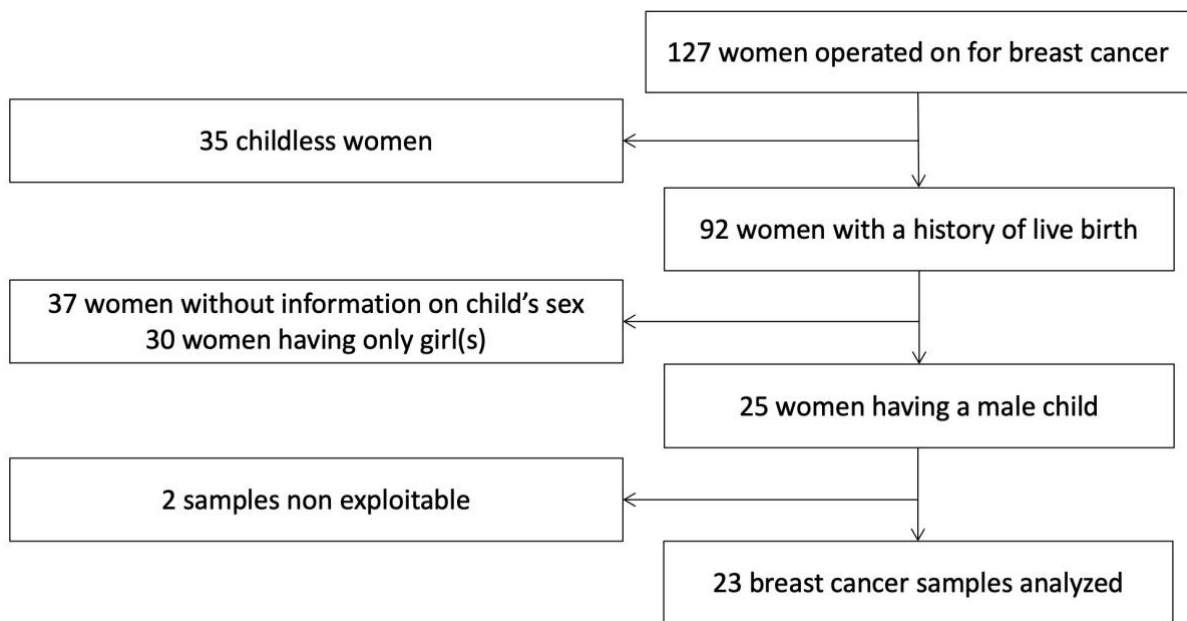 127 women operated on for breast cancer
35 childless women
92 women with a history of live birth
37 women without information on child’s sex
30 women having only girl(s)
25 women having a male child
2 samples non exploitable
23 breast cancer samples analyzed